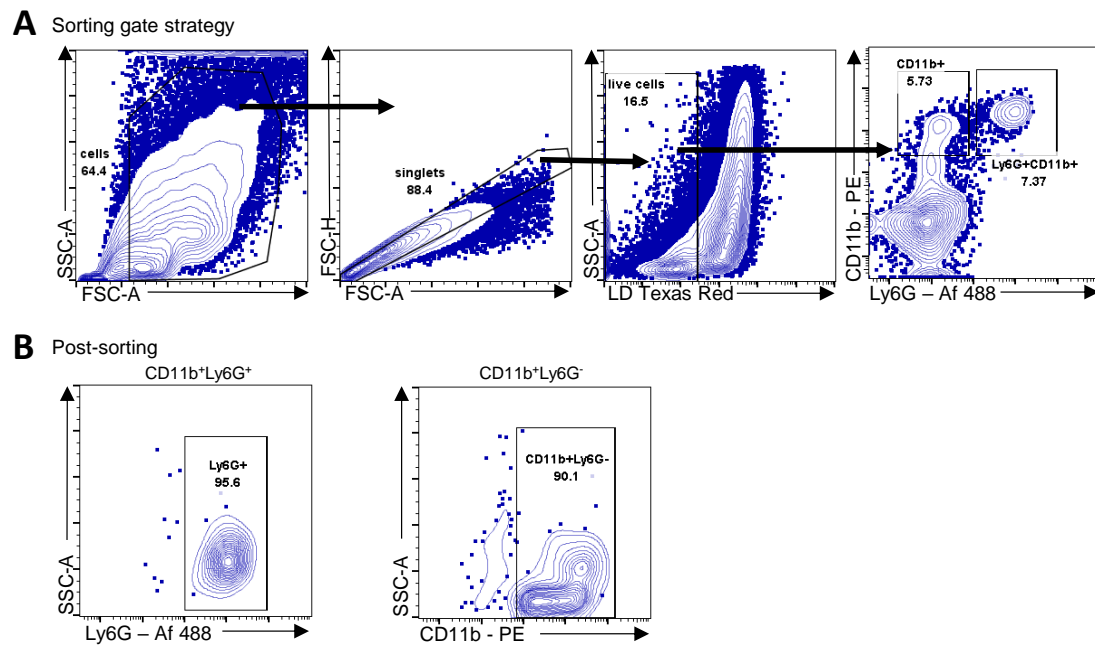 A Sorting gate strategy
cells
64.4
SSC-A
FSC-A
singlets
88.4
FSC-H
FSC-A
live cells
16.5
SSC-A
LD Texas Red
CD11b+
5.73
Ly6G+CD11b+
7.37
CD11b - PE
Ly6G – Af 488
B Post-sorting
CD11b⁺Ly6G⁺
Ly6G+
95.6
SSC-A
Ly6G – Af 488
CD11b⁺Ly6G⁻
CD11b+Ly6G-
90.1
SSC-A
CD11b - PE